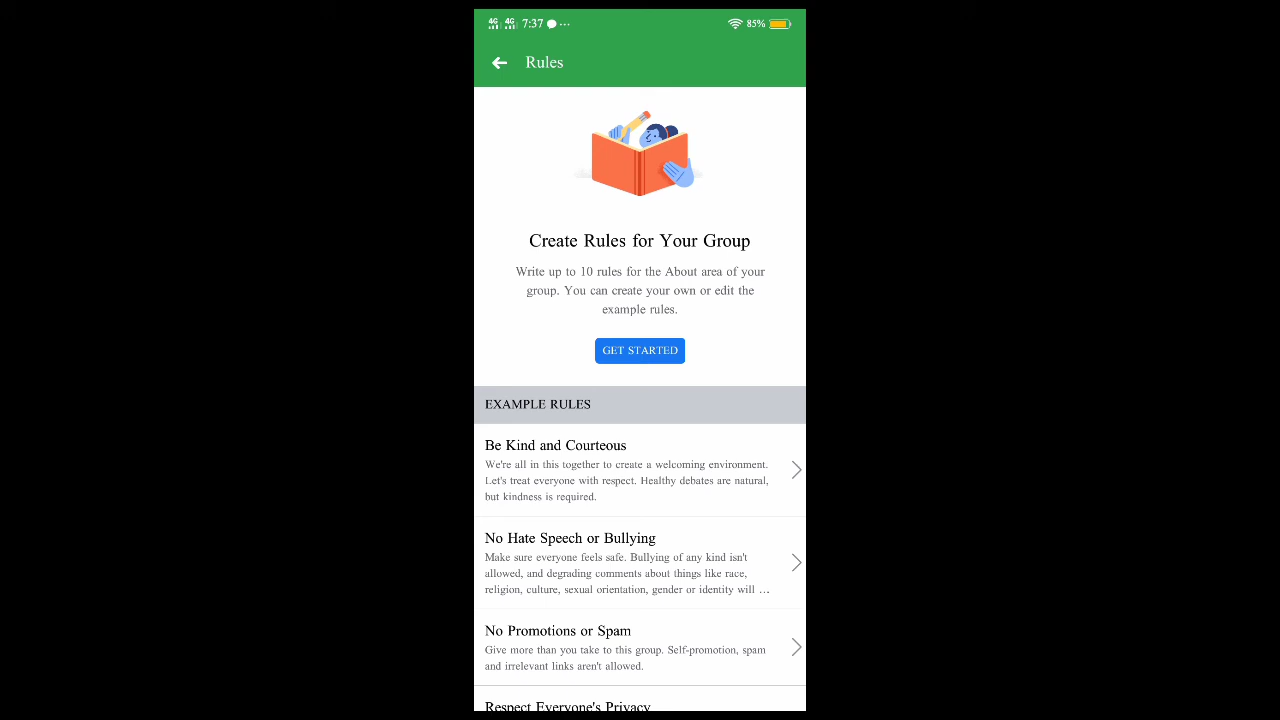 4G 4G 7:37 ... 85%
Rules
Create Rules for Your Group
Write up to 10 rules for the About area of your
group. You can create your own or edit the
example rules.
GET STARTED
EXAMPLE RULES
Be Kind and Courteous
We're all in this together to create a welcoming environment.
Let's treat everyone with respect. Healthy debates are natural,
but kindness is required.
No Hate Speech or Bullying
Make sure everyone feels safe. Bullying of any kind isn't
allowed, and degrading comments about things like race,
religion, culture, sexual orientation, gender or identity will ...
No Promotions or Spam
Give more than you take to this group. Self-promotion, spam
and irrelevant links aren't allowed.
Respect Everyone's Privacy